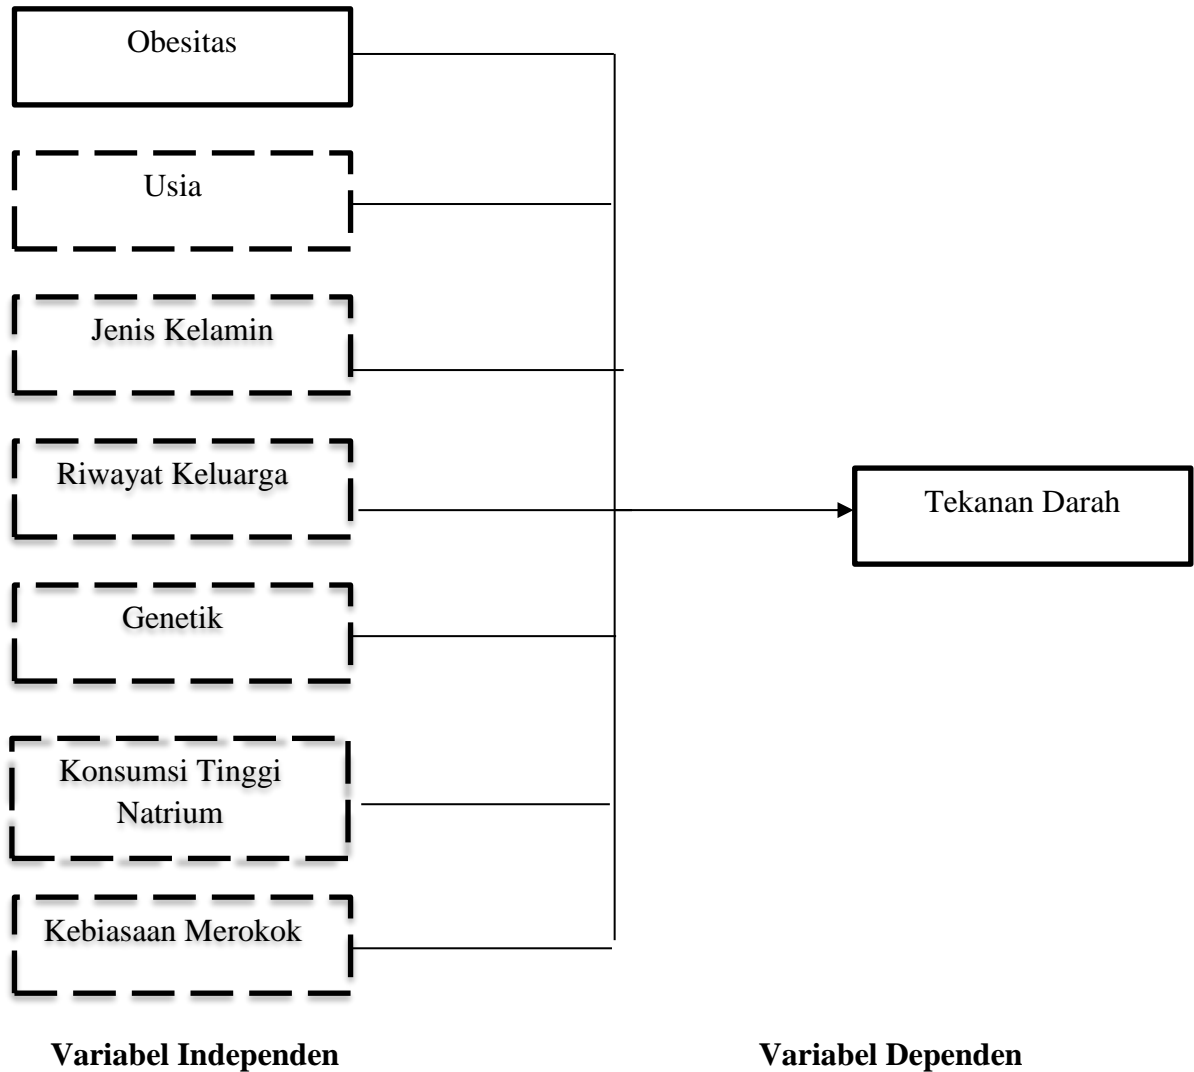 Obesitas
Usia
Jenis Kelamin
Riwayat Keluarga
Tekanan Darah
Genetik
Konsumsi Tinggi
Natrium
Kebiasaan Merokok
Variabel Independen
Variabel Dependen